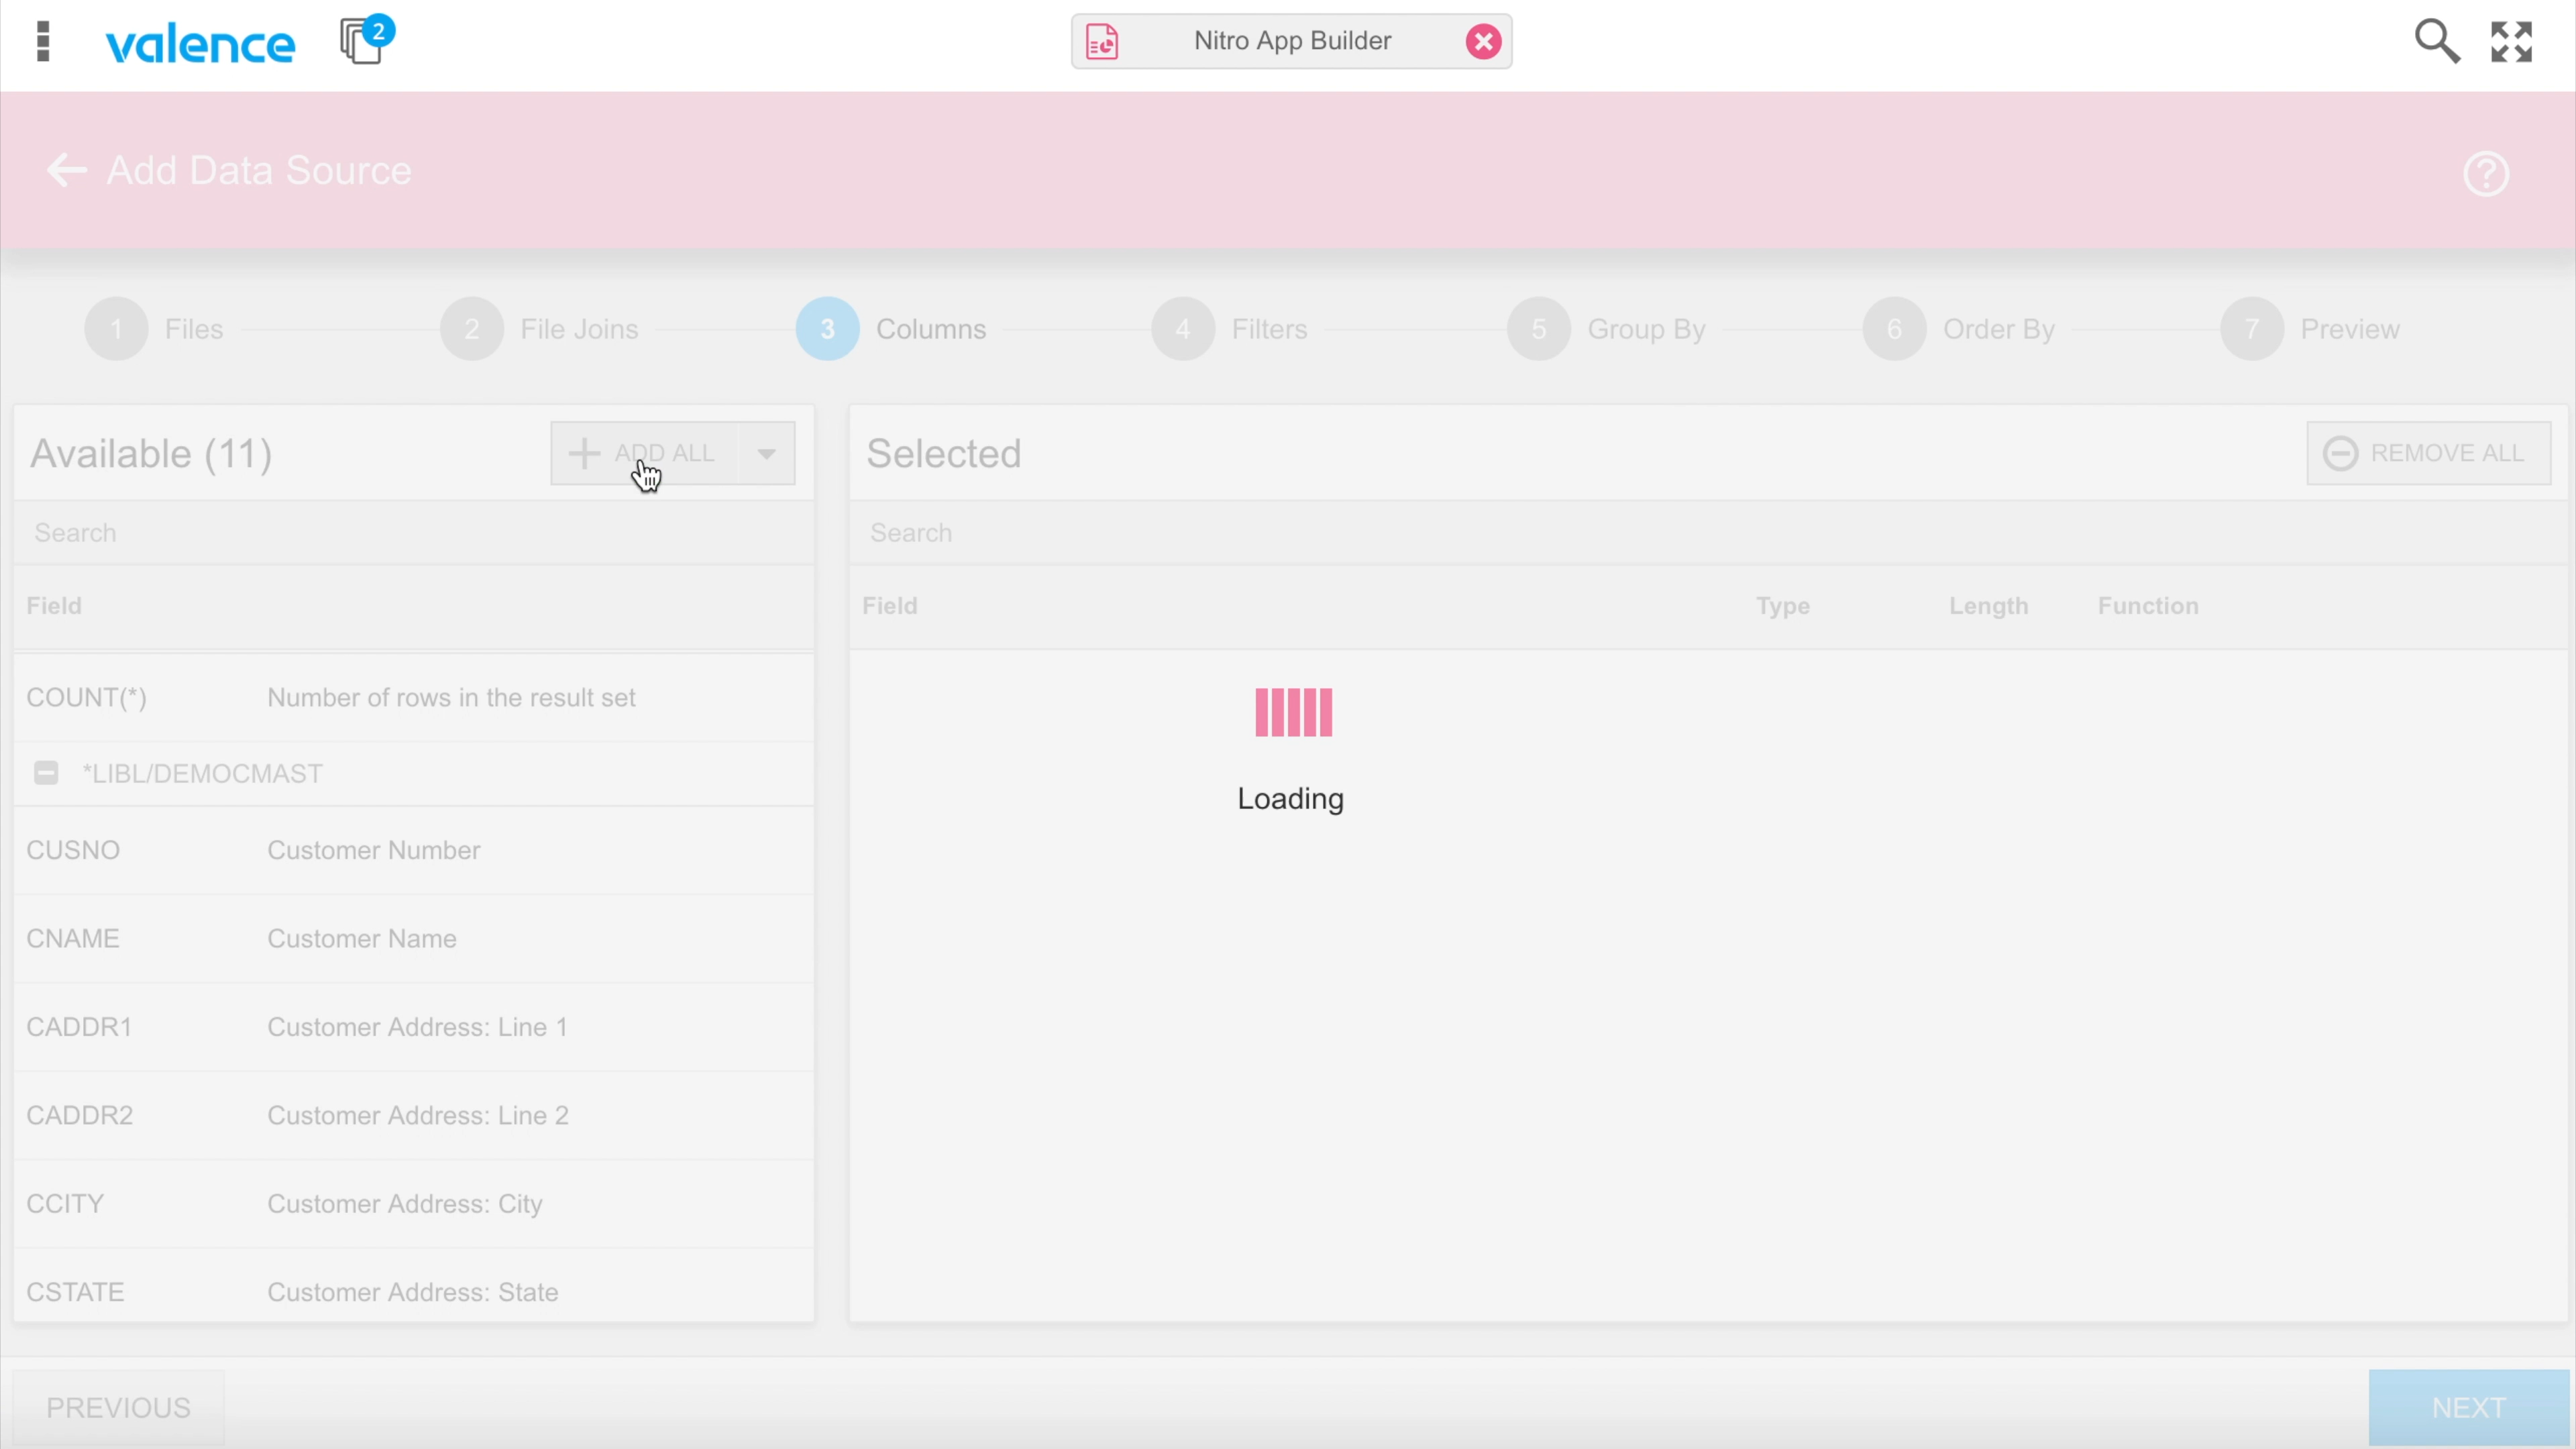 valence
2
Nitro App Builder
Add Data Source
?
1 Files
2 File Joins
3 Columns
4 Filters
5 Group By
6 Order By
7 Preview
Available (11)
ADD ALL
Selected
REMOVE ALL
Search
Search
Field
Field Type Length Function
COUNT(*) Number of rows in the result set
*LIBL/DEMOCMAST
CUSNO Customer Number
CNAME Customer Name
CADDR1 Customer Address: Line 1
CADDR2 Customer Address: Line 2
CCITY Customer Address: City
CSTATE Customer Address: State
Loading
PREVIOUS
NEXT